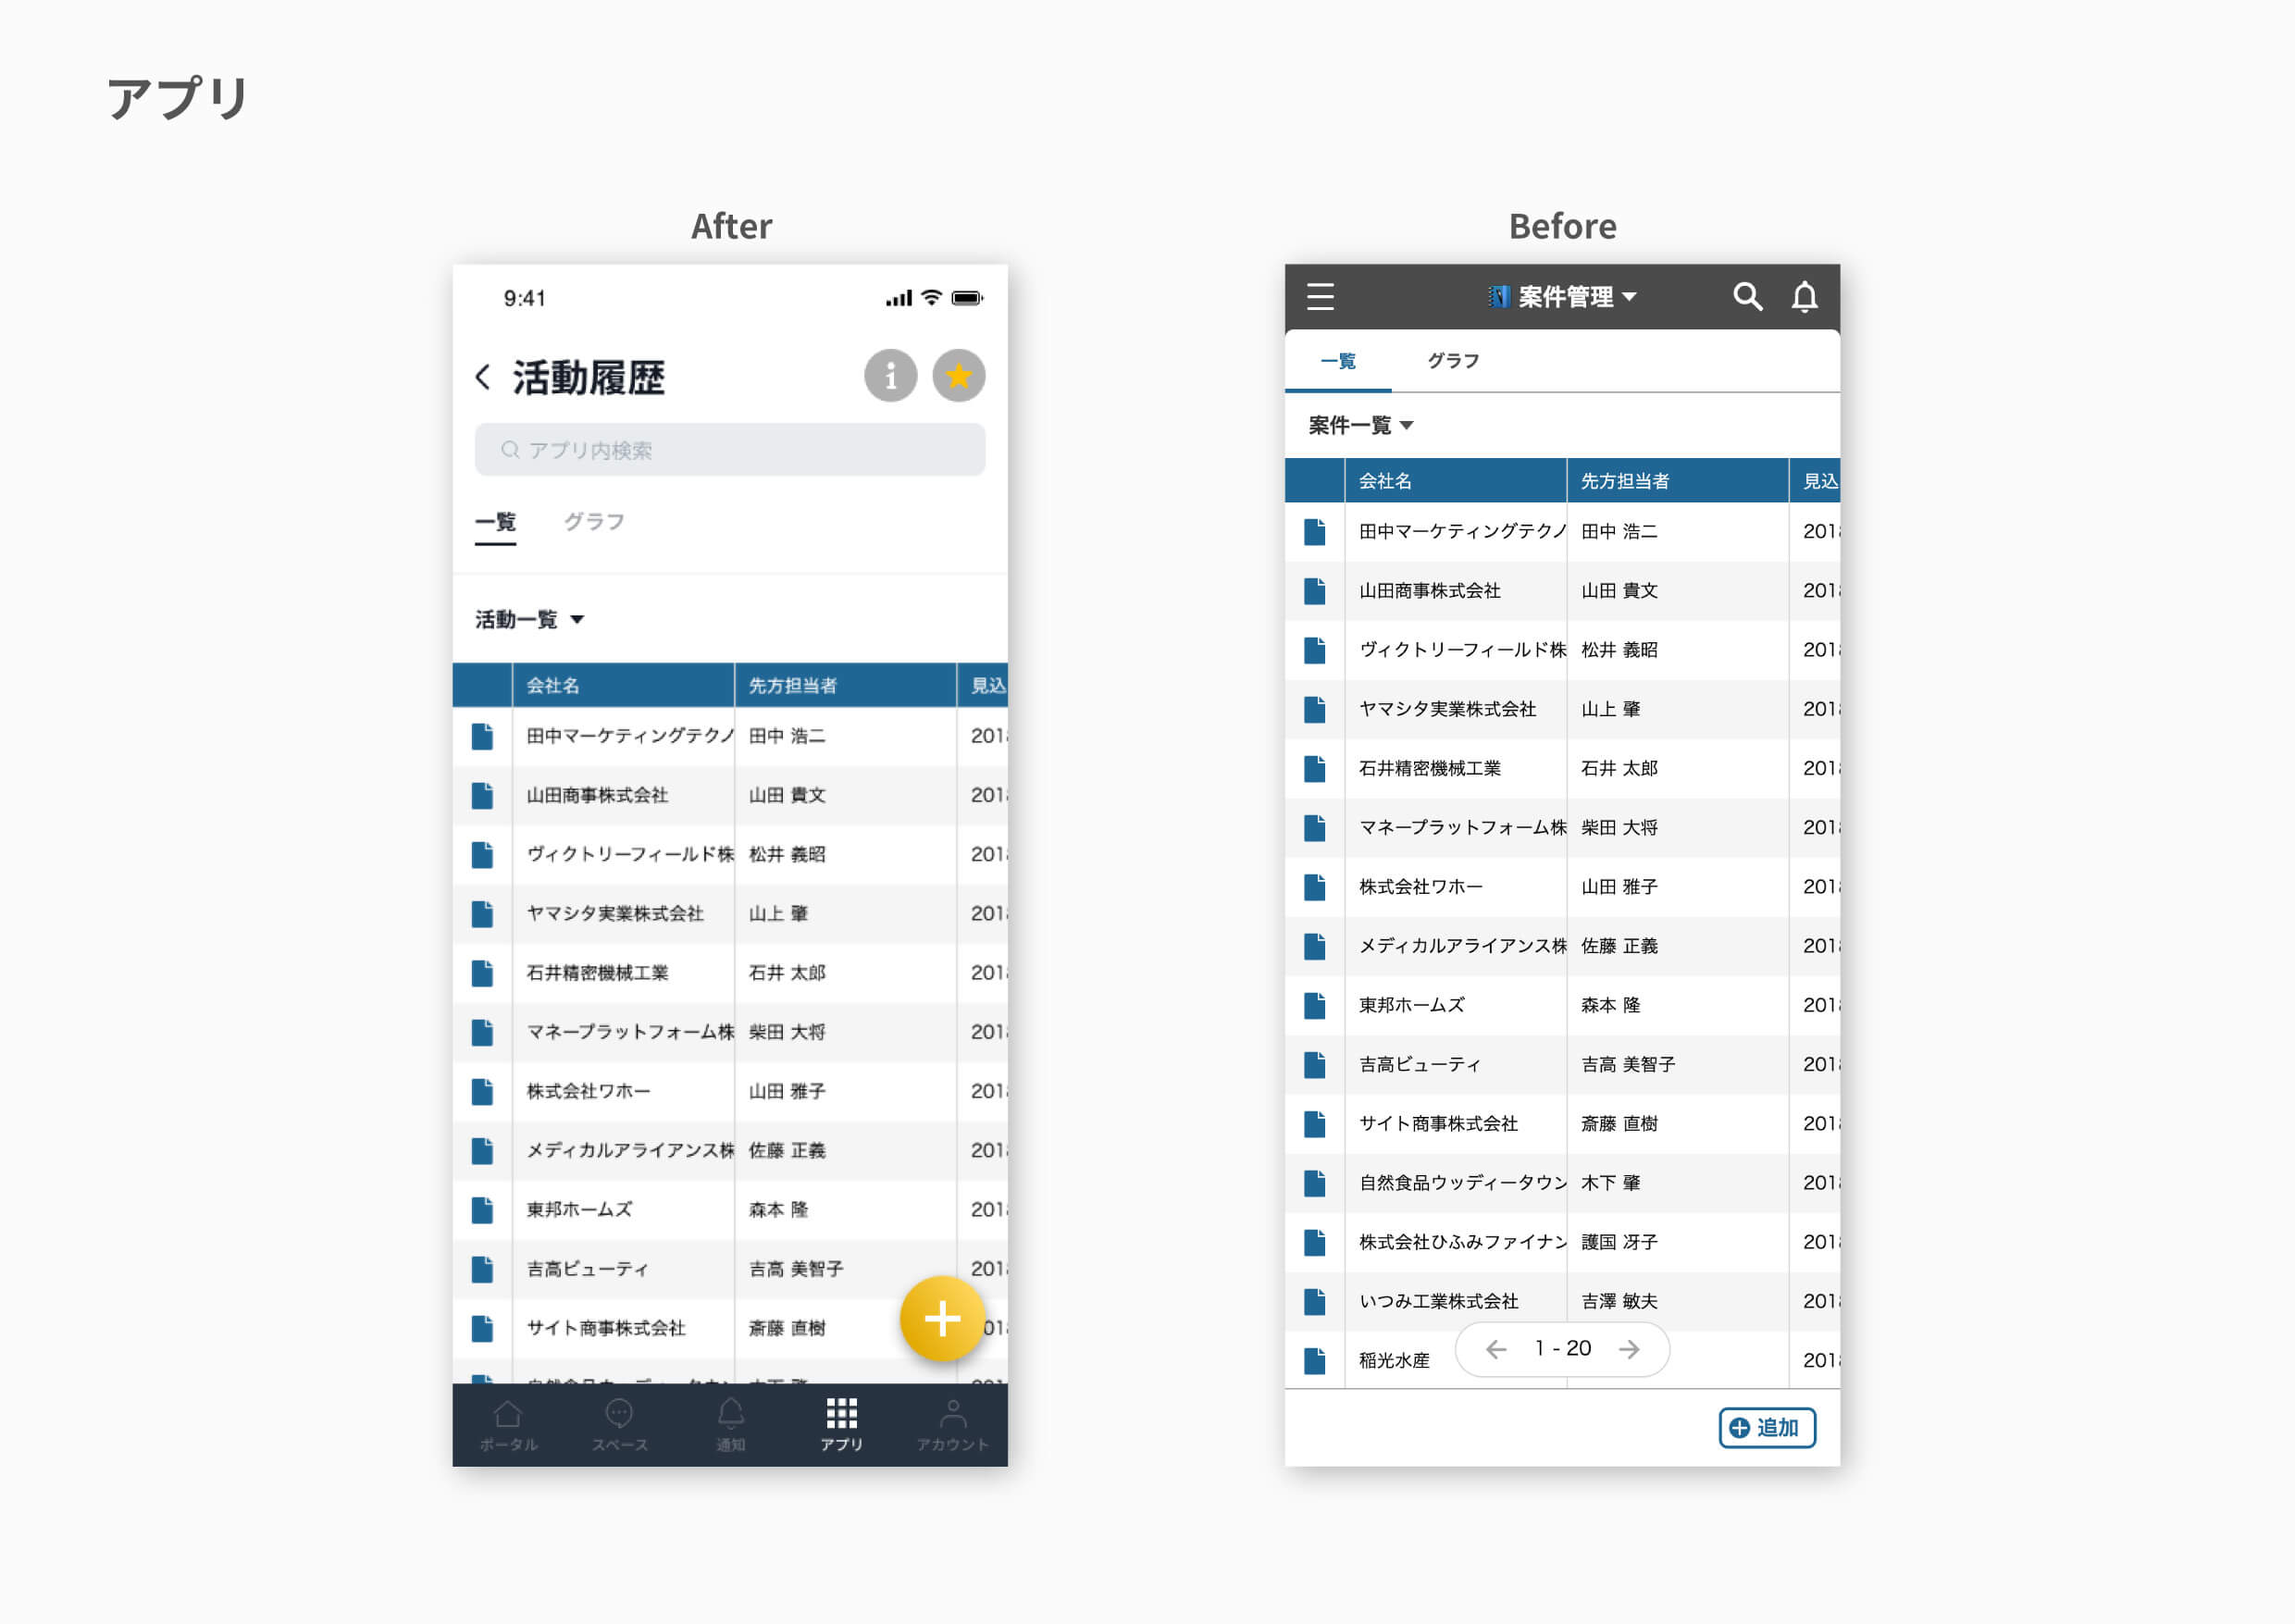 アプリ
After
9:41
活動履歴
アプリ内検索
一覧 グラフ
活動一覧
会社名 先方担当者 見込
田中マーケティングテクノ 田中 浩二 201
山田商事株式会社 山田 貴文 201
ヴィクトリーフィールド株 松井 義昭 201
ヤマシタ実業株式会社 山上 肇 201
石井精密機械工業 石井 太郎 201
マネープラットフォーム株 柴田 大将 201
株式会社ワホー 山田 雅子 201
メディカルアライアンス株 佐藤 正義 201
東邦ホームズ 森本 隆 201
吉高ビューティ 吉高 美智子 201
サイト商事株式会社 斎藤 直樹 01
ポータル スペース 通知 アプリ アカウント
Before
案件管理
一覧 グラフ
案件一覧
会社名 先方担当者 見込
田中マーケティングテクノ 田中 浩二 201
山田商事株式会社 山田 貴文 201
ヴィクトリーフィールド株 松井 義昭 201
ヤマシタ実業株式会社 山上 肇 201
石井精密機械工業 石井 太郎 201
マネープラットフォーム株 柴田 大将 201
株式会社ワホー 山田 雅子 201
メディカルアライアンス株 佐藤 正義 201
東邦ホームズ 森本 隆 201
吉高ビューティ 吉高 美智子 201
サイト商事株式会社 斎藤 直樹 201
自然食品ウッディータウン 木下 肇 201
株式会社ひふみファイナン 護国 冴子 201
いつみ工業株式会社 吉澤 敏夫 201
稲光水産 201
1 - 20
追加